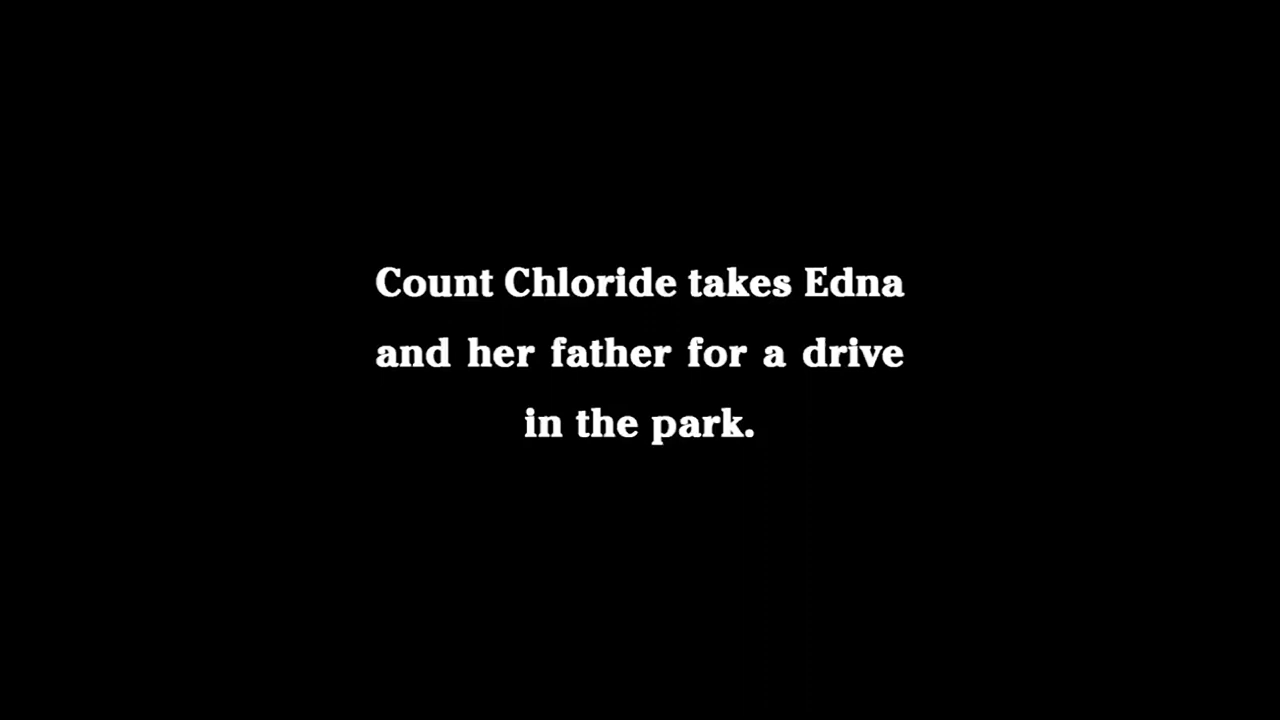 Count Chloride takes Edna
and her father for a drive
in the park.